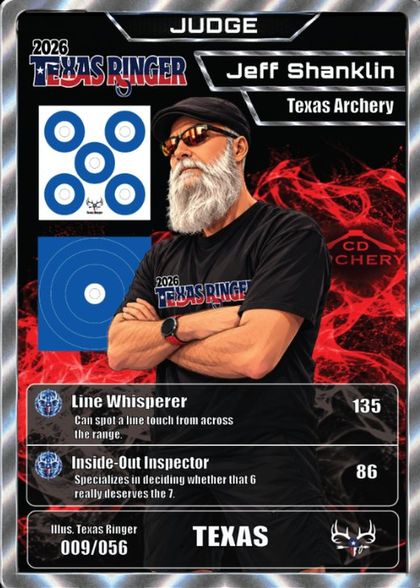 JUDGE
2026
TEXAS RINGER
Jeff Shanklin
Texas Archery
Texas Ringer
CD
CHERY
2026
TEXAS RINGE
Line Whisperer
135
Can spot a line touch from across
the range.
Inside-Out Inspector
86
Specializes in deciding whether that 6
really deserves the 7.
Illus. Texas Ringer
009/056
TEXAS